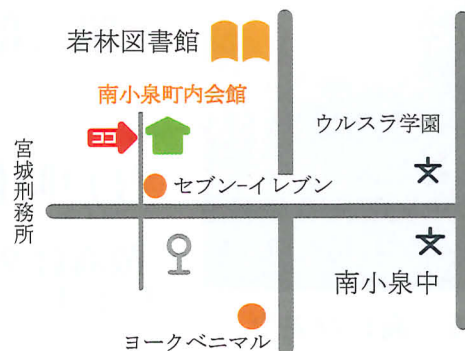 若林図書館
南小泉町内会館
ココ
ウルスラ学園
宮城刑務所
セブン-イレブン
文
文
南小泉中
ヨークベニマル